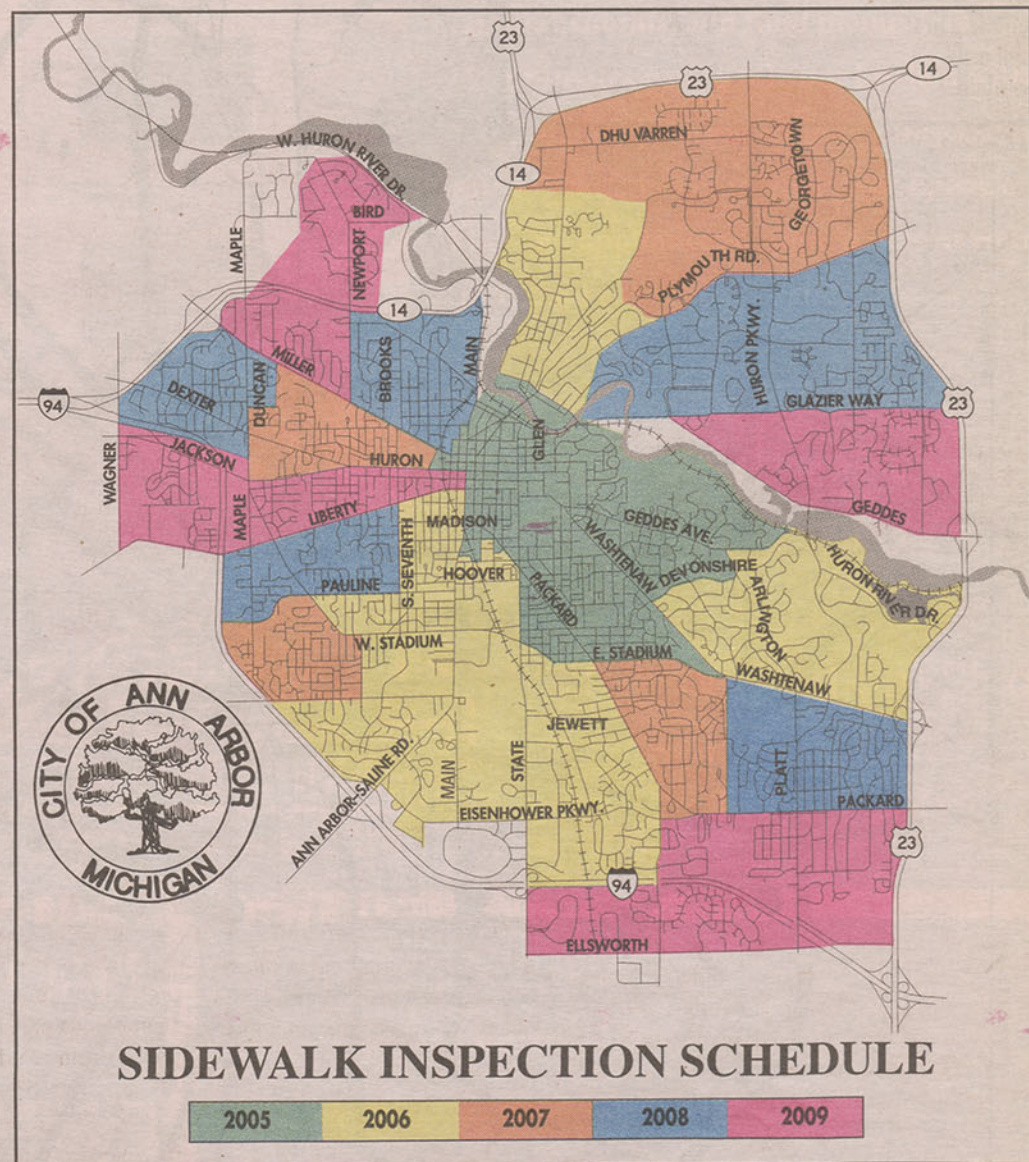 23
14
23
DHU VARREN
GEORGETOWN
W. HURON RIVER DR.
14
BIRD
MAPLE
NEWPORT
PLYMOUTH RD.
14
MILLER
BROOKS
MAIN
HURON PKWY.
DEXTER
DUNCAN
94
GLAZIER WAY
23
GLEN
JACKSON
HURON
WAGNER
MAPLE
LIBERTY
GEDDES
S. SEVENTH
MADISON
GEDDES AVE.
WASHTENAW
HOOVER
DEVONSHIRE
HURON RIVER DR.
PAULINE
PACKARD
ARLINGTON
W. STADIUM
E. STADIUM
WASHTENAW
CITY OF ANN ARBOR
MICHIGAN
JEWETT
ANN ARBOR-SALINE RD.
MAIN
STATE
PLATT
EISENHOWER PKWY.
PACKARD
23
94
ELLSWORTH
SIDEWALK INSPECTION SCHEDULE
2005 2006 2007 2008 2009